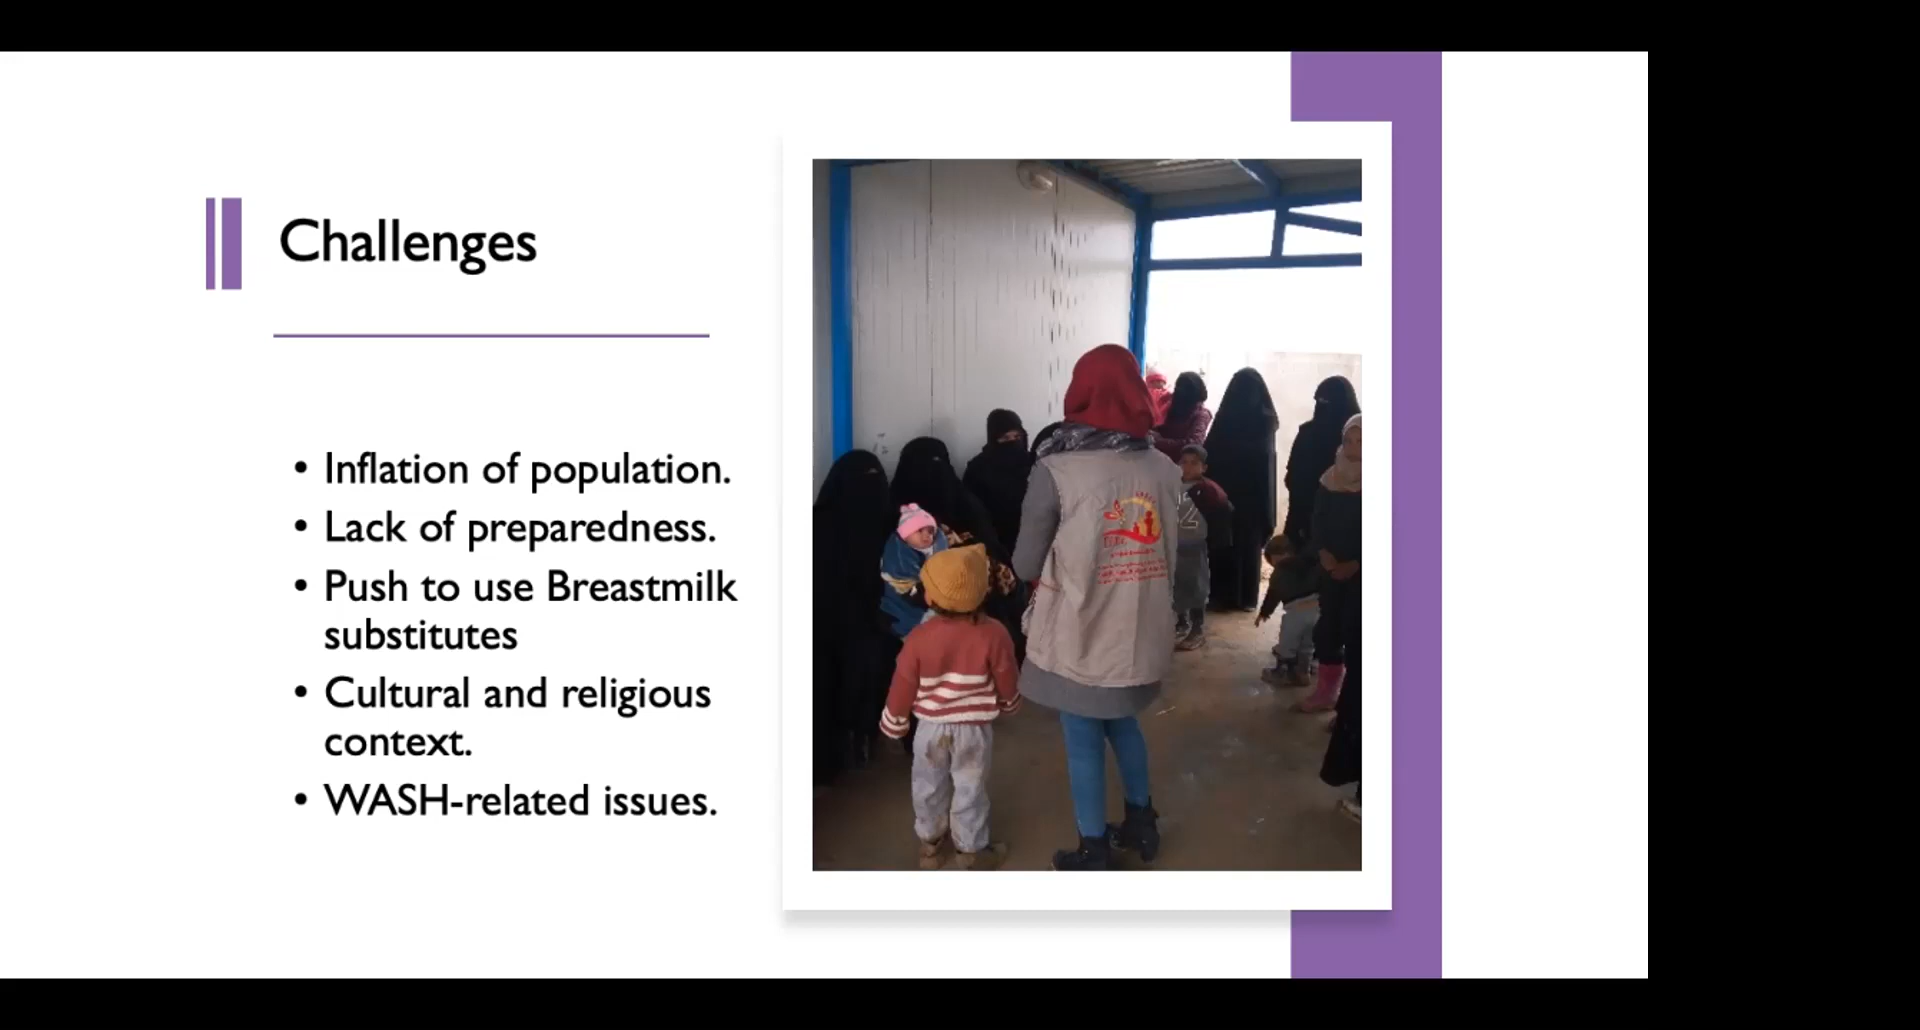 Challenges
• Inflation of population.
• Lack of preparedness.
• Push to use Breastmilk
substitutes
• Cultural and religious
context.
• WASH-related issues.